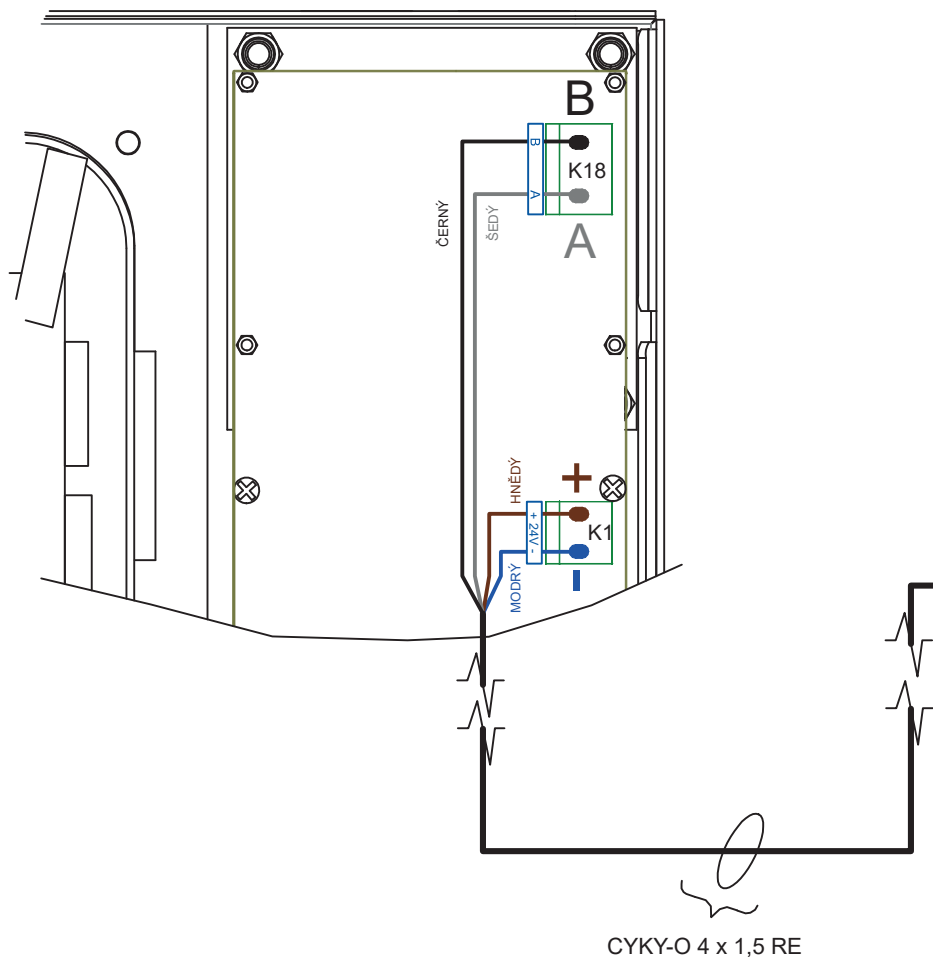 B
B
K18
A
A
ČERNÝ
ŠEDÝ
HNĚDÝ
+
+ 24V -
K1
-
MODRÝ
CYKY-O 4 x 1,5 RE